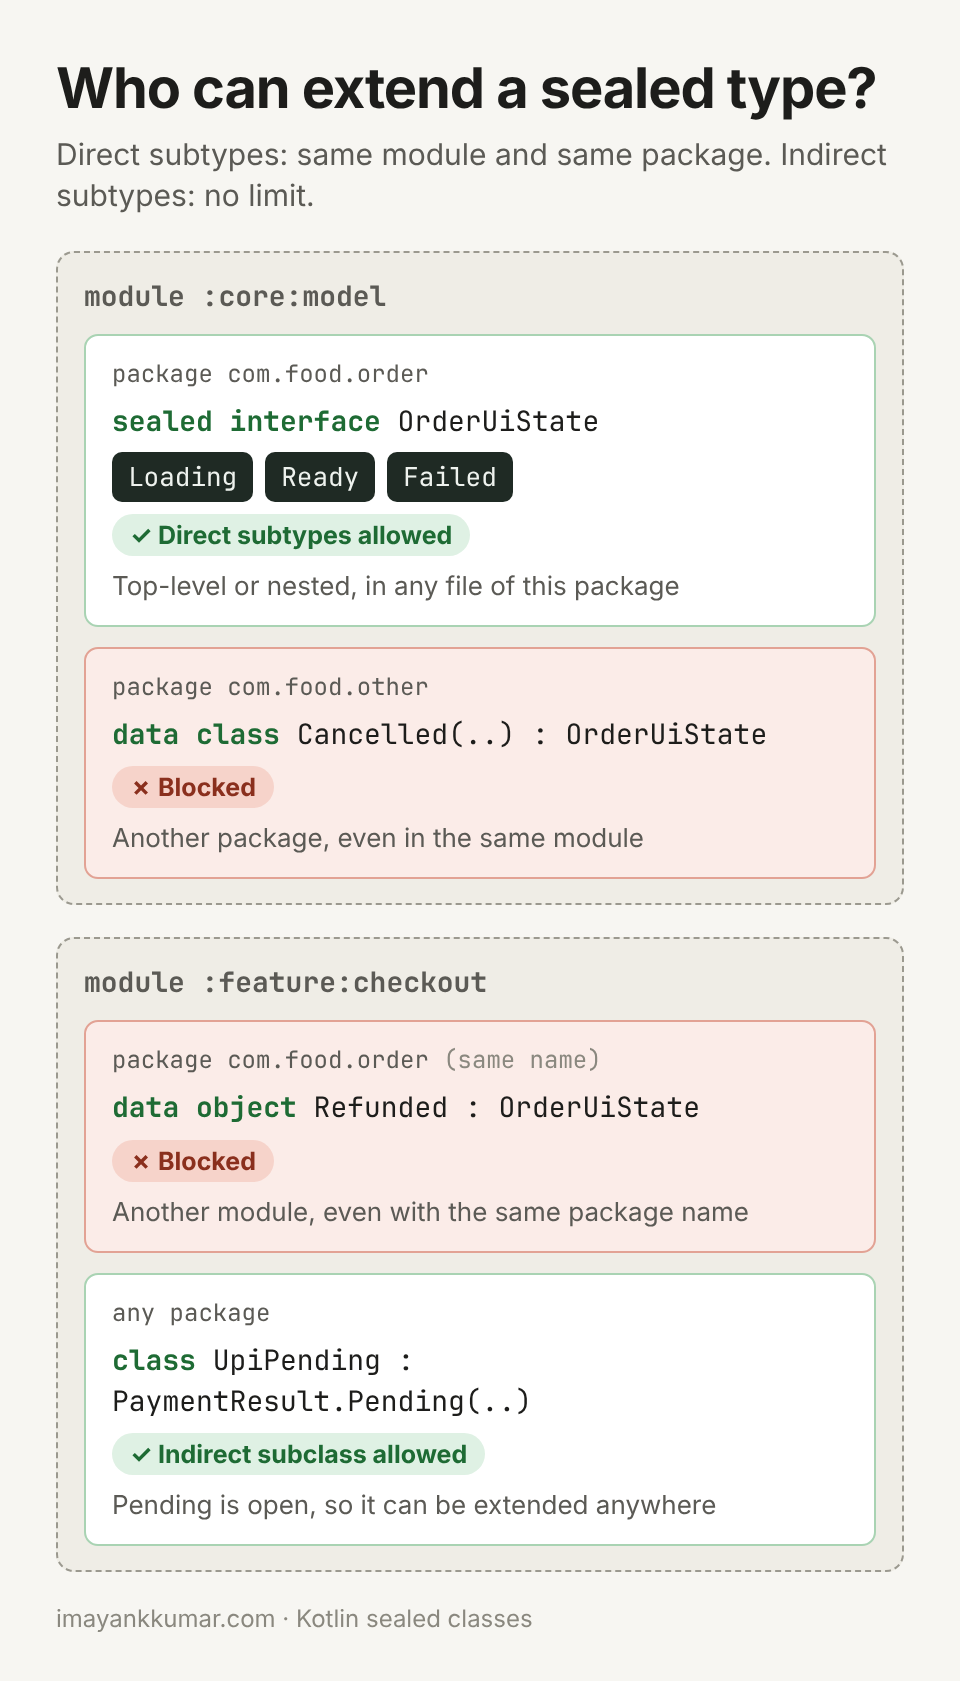 Who can extend a sealed type?
Direct subtypes: same module and same package. Indirect
subtypes: no limit.
module :core:model
package com.food.order
sealed interface OrderUiState
Loading Ready Failed
✓ Direct subtypes allowed
Top-level or nested, in any file of this package
package com.food.other
data class Cancelled(..) : OrderUiState
× Blocked
Another package, even in the same module
module :feature:checkout
package com.food.order (same name)
data object Refunded : OrderUiState
× Blocked
Another module, even with the same package name
any package
class UpiPending :
PaymentResult.Pending(..)
✓ Indirect subclass allowed
Pending is open, so it can be extended anywhere
imayankkumar.com · Kotlin sealed classes